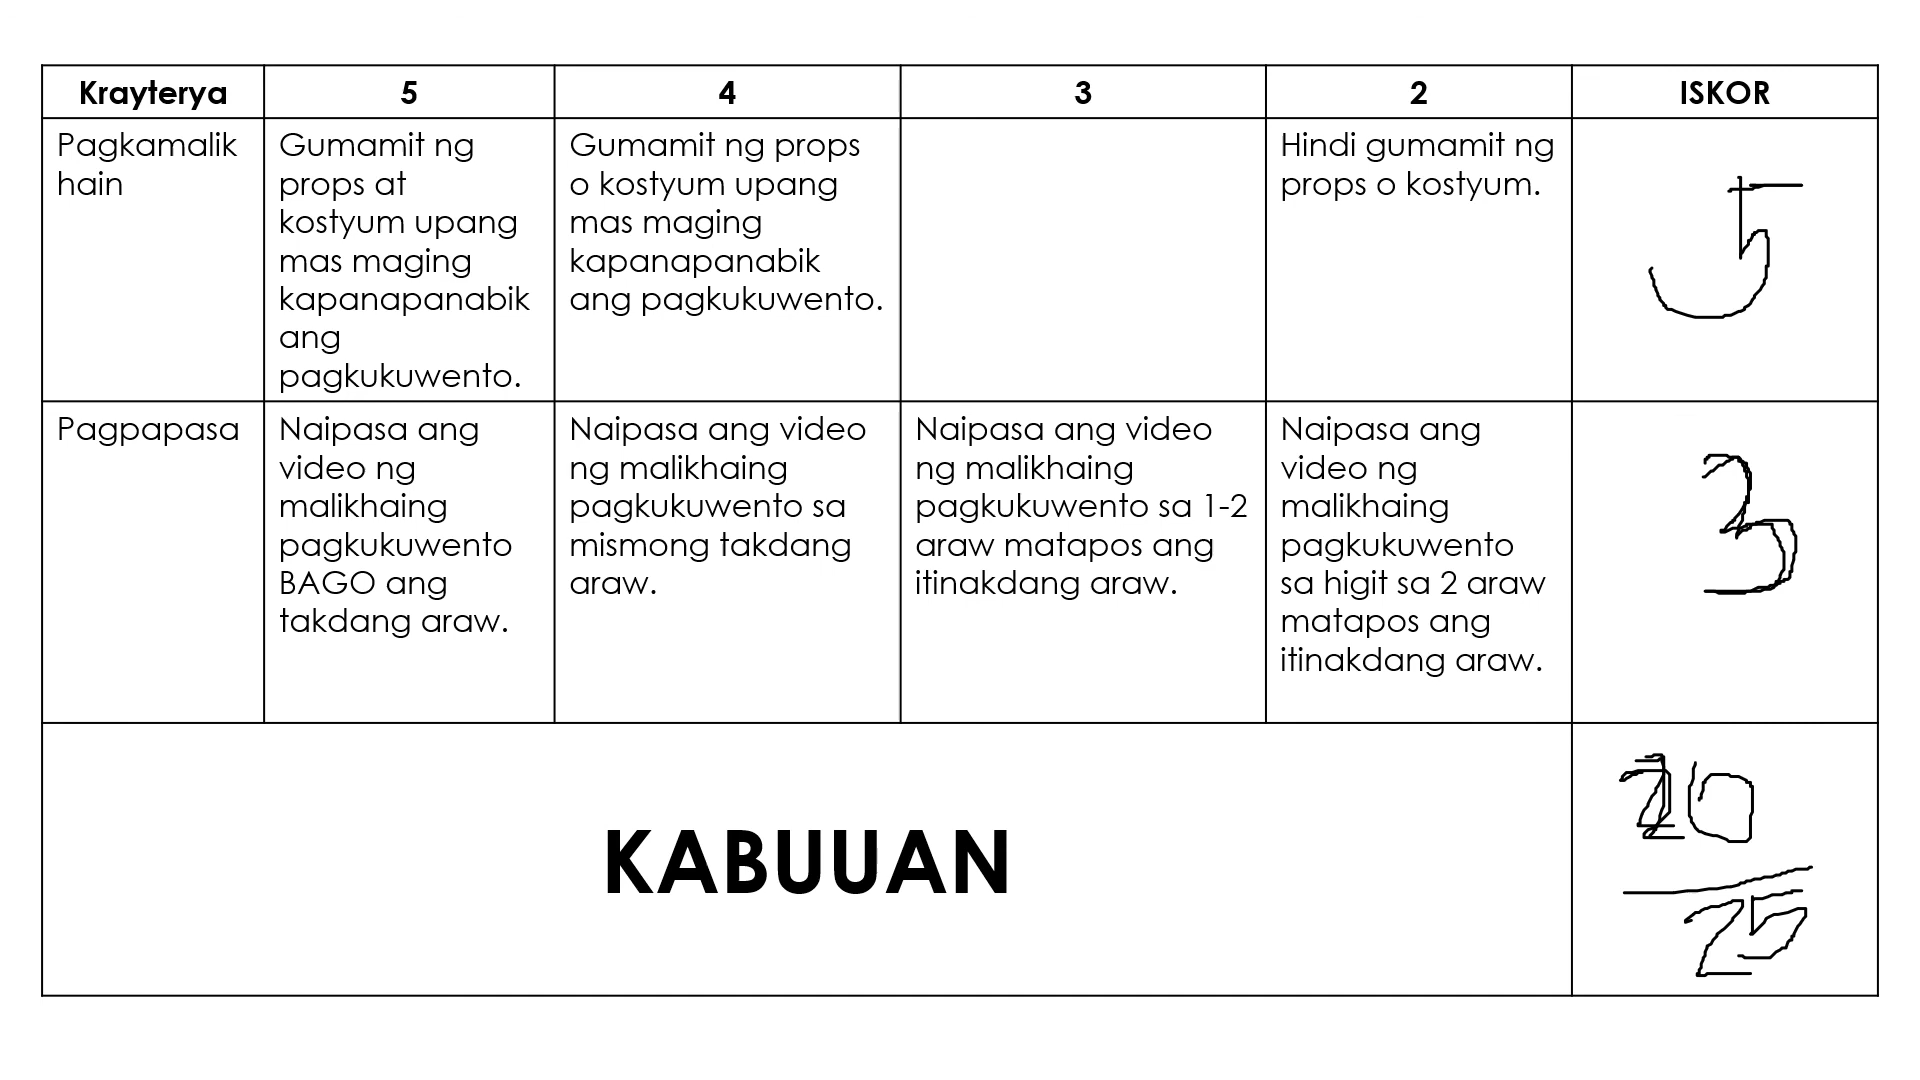 Krayterya 5 4 3 2 ISKOR
Pagkamalik
hain
Gumamit ng
props at
kostyum upang
mas maging
kapanapanabik
ang
pagkukuwento.
Gumamit ng props
o kostyum upang
mas maging
kapanapanabik
ang pagkukuwento.
Hindi gumamit ng
props o kostyum.
5
Pagpapasa
Naipasa ang
video ng
malikhaing
pagkukuwento
BAGO ang
takdang araw.
Naipasa ang video
ng malikhaing
pagkukuwento sa
mismong takdang
araw.
Naipasa ang video
ng malikhaing
pagkukuwento sa 1-2
araw matapos ang
itinakdang araw.
Naipasa ang
video ng
malikhaing
pagkukuwento
sa higit sa 2 araw
matapos ang
itinakdang araw.
3
KABUUAN
25